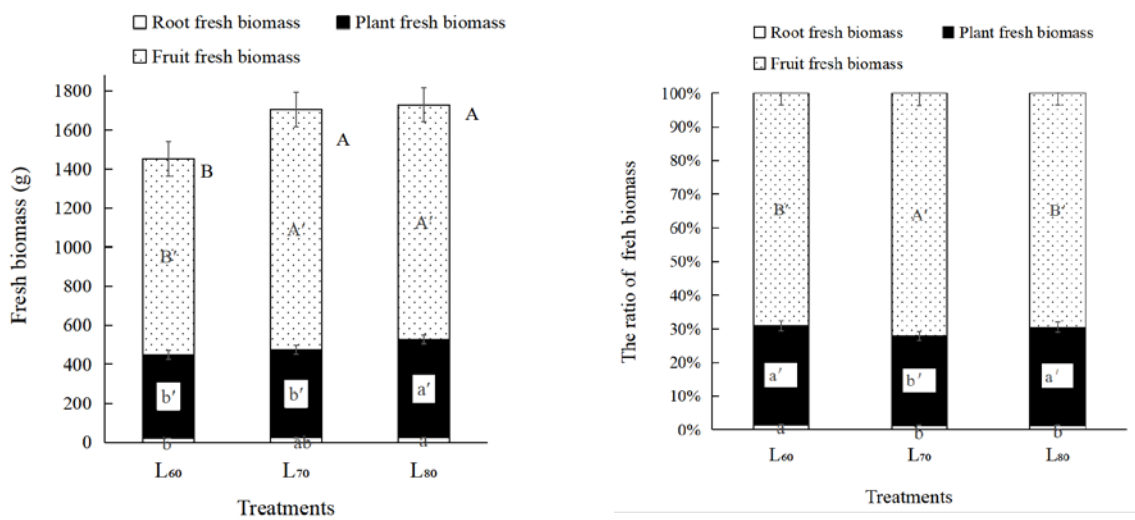 Root fresh biomass Plant fresh biomass
Fruit fresh biomass
Fresh biomass (g)
1800
1600
1400
1200
1000
800
600
400
200
0
B
A
A
B′
A′
A′
b′
b′
a′
b
ab
a
L60
L70
L80
Treatments
Root fresh biomass Plant fresh biomass
Fruit fresh biomass
The ratio of freh biomass
100%
90%
80%
70%
60%
50%
40%
30%
20%
10%
0%
B′
A′
B′
a′
b′
a′
a
b
b
L60
L70
L80
Treatments